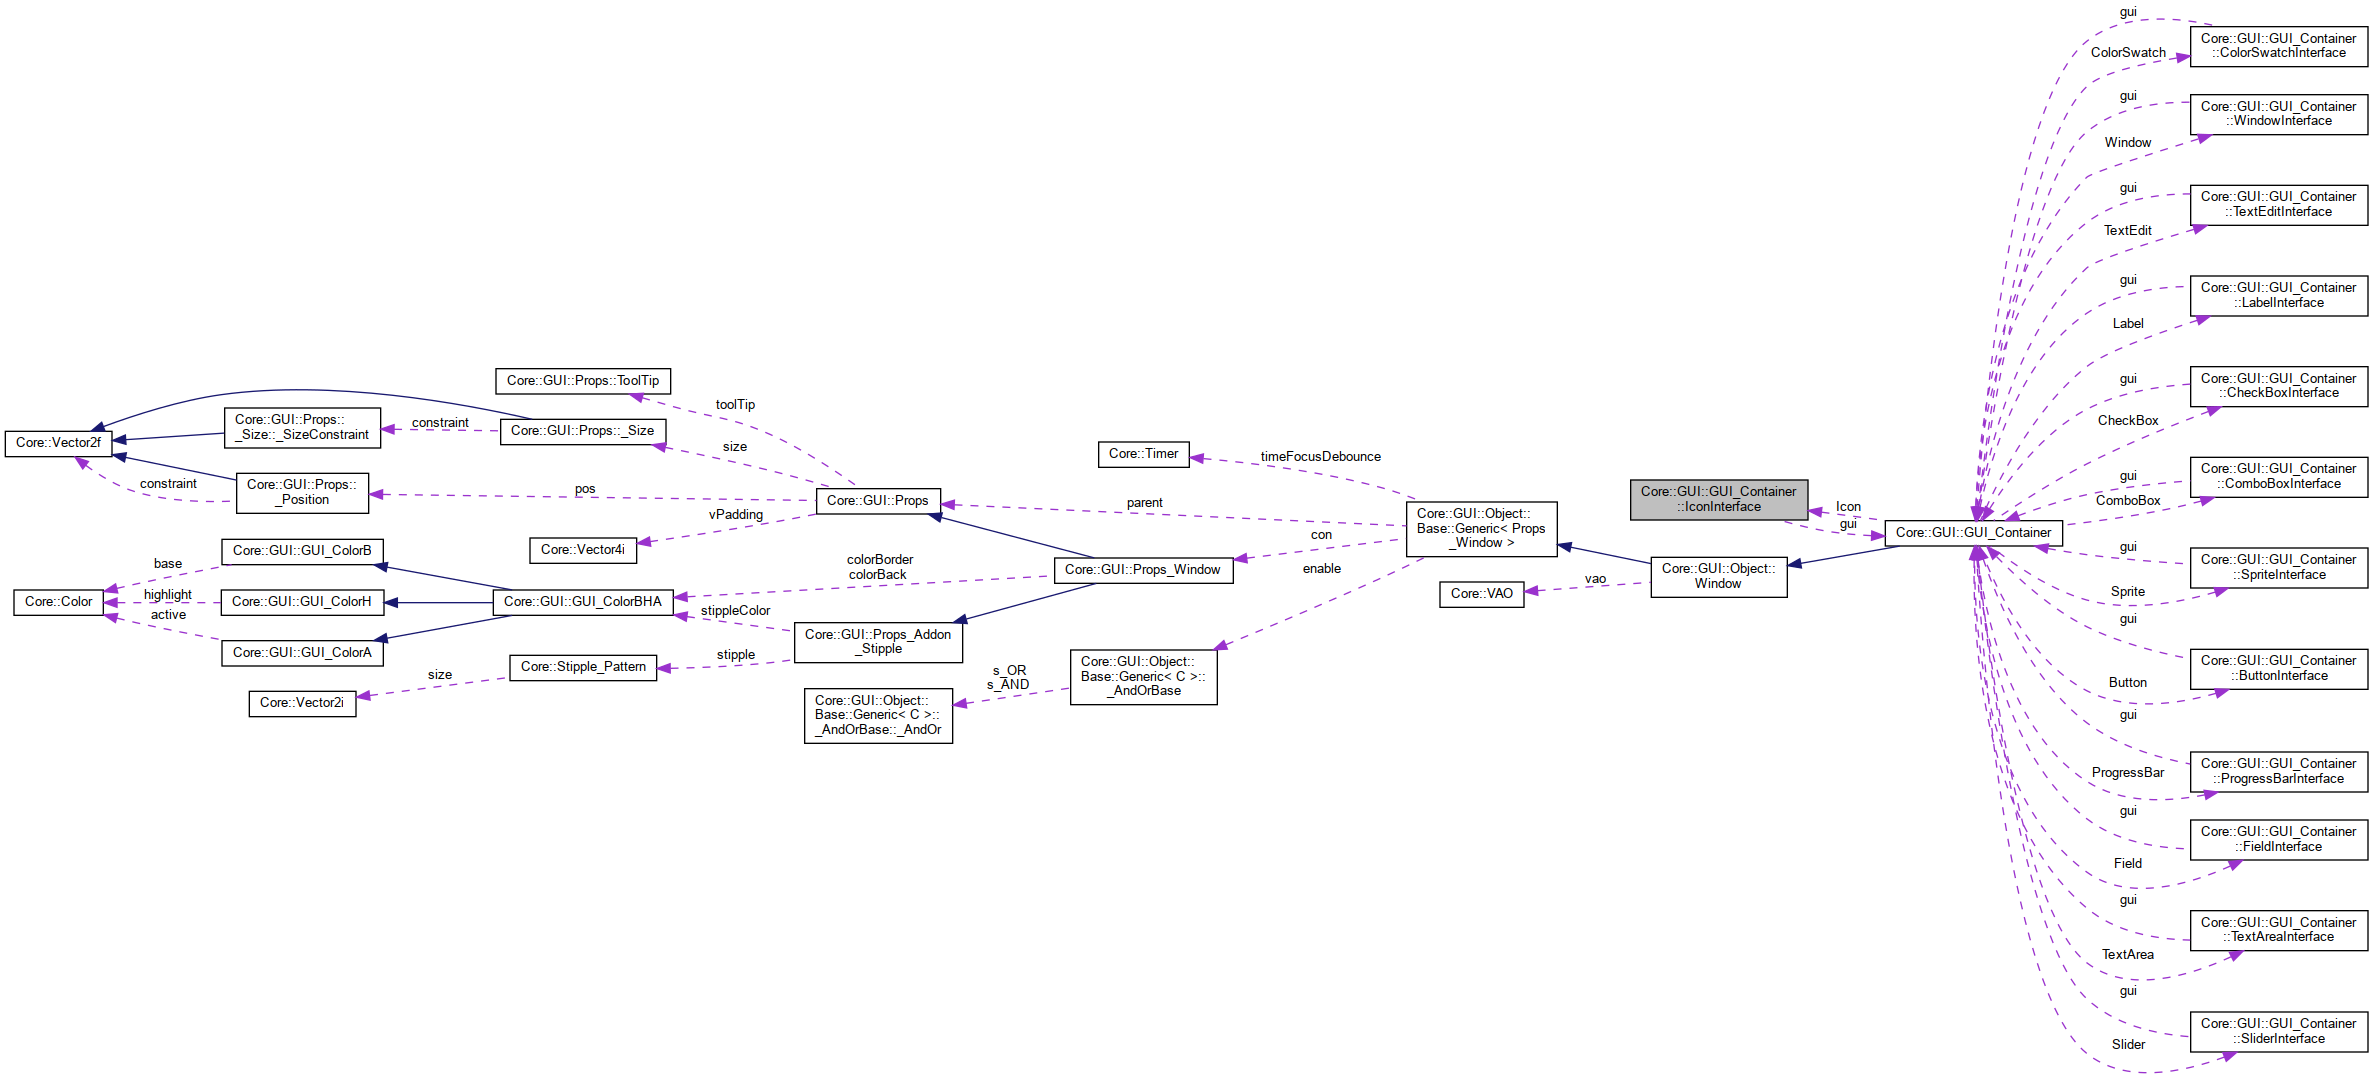 Core::Vector2f
Core::Color
Core::GUI::Props::
_Size::_SizeConstraint
constraint
Core::GUI::Props::
_Position
constraint
Core::GUI::GUI_ColorB
base
Core::GUI::GUI_ColorH
highlight
Core::GUI::GUI_ColorA
active
Core::Vector2i
Core::GUI::Props::ToolTip
Core::GUI::Props::_Size
constraint
Core::Vector4i
Core::GUI::GUI_ColorBHA
Core::Stipple_Pattern
size
toolTip
size
pos
vPadding
Core::GUI::Props
colorBorder
colorBack
stippleColor
stipple
Core::GUI::Props_Addon
_Stipple
Core::GUI::Object::
Base::Generic< C >::
_AndOrBase::_AndOr
s_OR
s_AND
Core::Timer
Core::GUI::Props_Window
Core::GUI::Object::
Base::Generic< C >::
_AndOrBase
timeFocusDebounce
parent
con
enable
Core::GUI::Object::
Base::Generic< Props
_Window >
Core::VAO
vao
Core::GUI::Object::
Window
Core::GUI::GUI_Container
::IconInterface
Icon
gui
Core::GUI::GUI_Container
gui
ColorSwatch
Core::GUI::GUI_Container
::ColorSwatchInterface
gui
Window
Core::GUI::GUI_Container
::WindowInterface
gui
TextEdit
Core::GUI::GUI_Container
::TextEditInterface
gui
Label
Core::GUI::GUI_Container
::LabelInterface
gui
CheckBox
Core::GUI::GUI_Container
::CheckBoxInterface
gui
ComboBox
Core::GUI::GUI_Container
::ComboBoxInterface
gui
Sprite
Core::GUI::GUI_Container
::SpriteInterface
gui
Button
Core::GUI::GUI_Container
::ButtonInterface
gui
ProgressBar
Core::GUI::GUI_Container
::ProgressBarInterface
gui
Field
Core::GUI::GUI_Container
::FieldInterface
gui
TextArea
Core::GUI::GUI_Container
::TextAreaInterface
gui
Slider
Core::GUI::GUI_Container
::SliderInterface